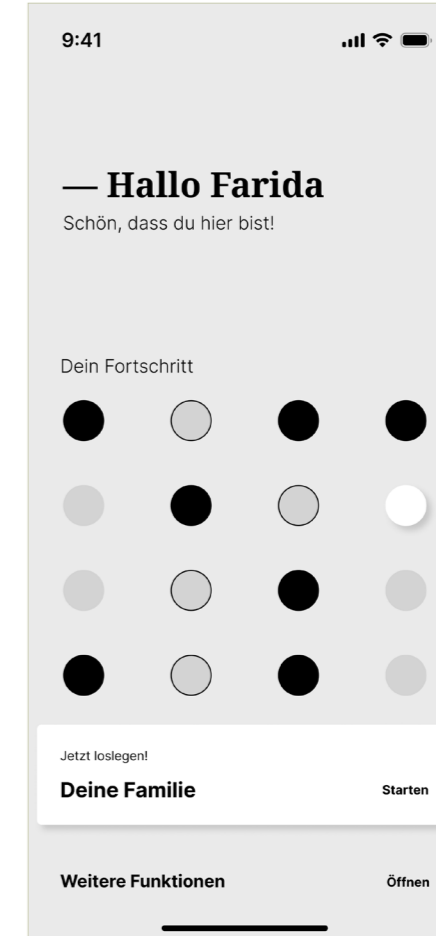 9:41
— Hallo Farida
Schön, dass du hier bist!
Dein Fortschritt
Jetzt loslegen!
Deine Familie Starten
Weitere Funktionen Öffnen